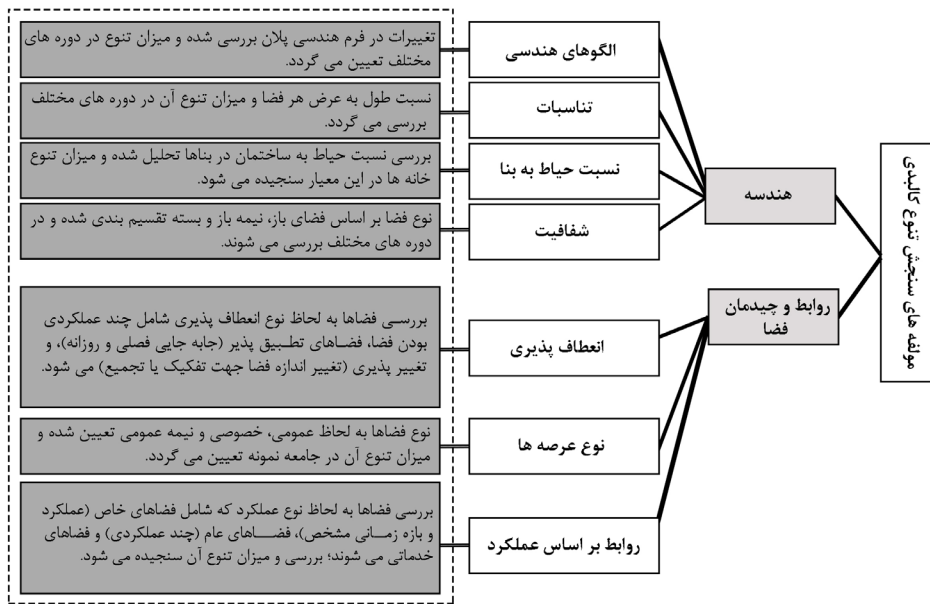 مولفه های سنجش تنوع کالبدی
هندسه
الگوهای هندسی
تغییرات در فرم هندسی پلان بررسی شده و میزان تنوع در دوره های
مختلف تعیین می گردد.
تناسبات
نسبت طول به عرض هر فضا و میزان تنوع آن در دوره های مختلف
بررسی می گردد.
نسبت حیاط به بنا
بررسی نسبت حیاط به ساختمان در بناها تحلیل شده و میزان تنوع
خانه ها در این معیار سنجیده می شود.
شفافیت
نوع فضا بر اساس فضای باز، نیمه باز و بسته تقسیم بندی شده و در
دوره های مختلف بررسی می شوند.
روابط و چیدمان
فضا
انعطاف پذیری
بررسی فضاها به لحاظ نوع انعطاف پذیری شامل چند عملکردی
بودن فضا، فضاهای تطبیق پذیر (جابه جایی فصلی و روزانه)، و
تغییر پذیری (تغییر اندازه فضا جهت تفکیک یا تجمیع) می شود.
نوع عرصه ها
نوع فضاها به لحاظ عمومی، خصوصی و نیمه عمومی تعیین شده و
میزان تنوع آن در جامعه نمونه تعیین می گردد.
روابط بر اساس عملکرد
بررسی فضاها به لحاظ نوع عملکرد که شامل فضاهای خاص (عملکرد
و بازه زمانی مشخص)، فضاهای عام (چند عملکردی) و فضاهای
خدماتی می شوند؛ بررسی و میزان تنوع آن سنجیده می شود.